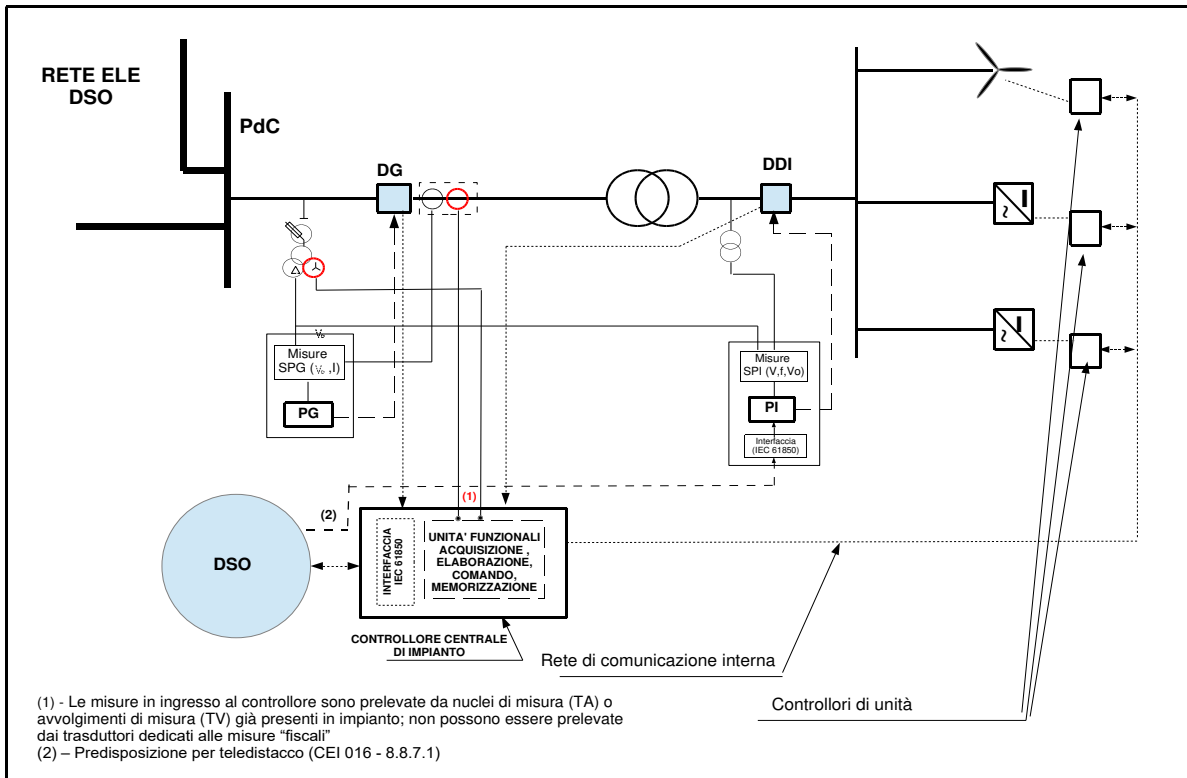 RETE ELE
DSO
PdC
DG
DDI
Misure
SPG ( ,I)
PG
Misure
SPI (V,f,Vo)
PI
Interfaccia
(IEC 61850)
(1)
(2)
DSO
INTERFACCIA
IEC 61850
UNITA' FUNZIONALI
ACQUISIZIONE ,
ELABORAZIONE,
COMANDO,
MEMORIZZAZIONE
CONTROLLORE CENTRALE
DI IMPIANTO
Rete di comunicazione interna
Controllori di unità
(1) - Le misure in ingresso al controllore sono prelevate da nuclei di misura (TA) o
avvolgimenti di misura (TV) già presenti in impianto; non possono essere prelevate
dai trasduttori dedicati alle misure “fiscali”
(2) – Predisposizione per teledistacco (CEI 016 - 8.8.7.1)